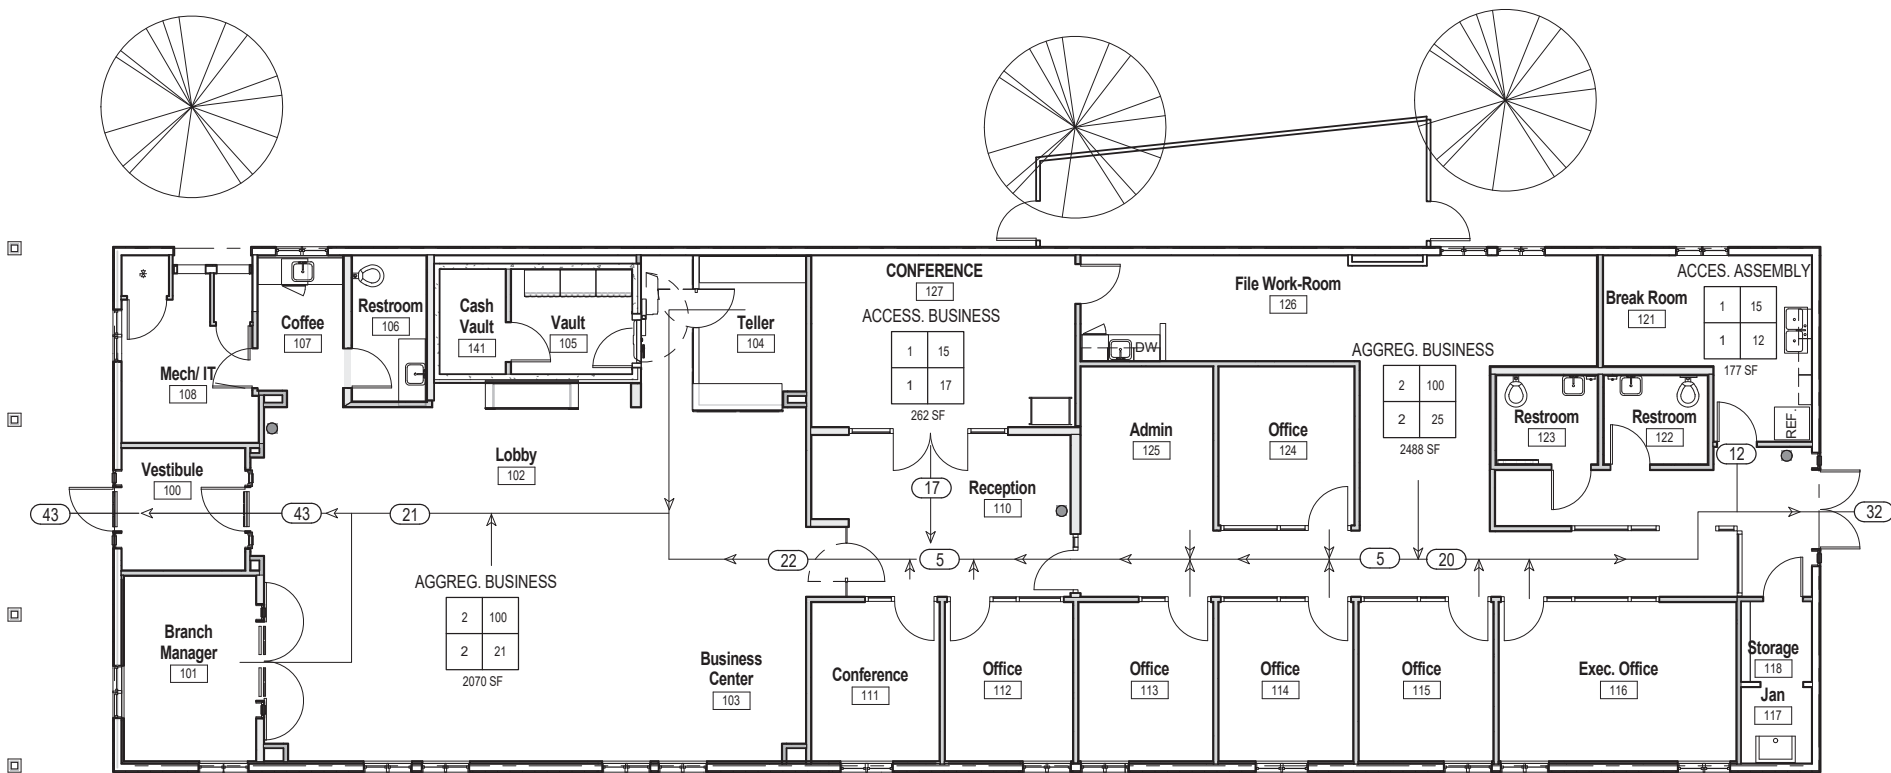 CONFERENCE
127
ACCESS. BUSINESS
1 15
1 17
262 SF
File Work-Room
126
DW
ACCES. ASSEMBLY
Break Room
121
1 15
1 12
177 SF
REF.
Coffee
107
Restroom
106
Cash
Vault
141
Vault
105
Teller
104
Mech/ IT
108
AGGREG. BUSINESS
2 100
2 25
2488 SF
Admin
125
Office
124
Restroom
123
Restroom
122
12
Vestibule
100
Lobby
102
17
Reception
110
43
43
21
32
22
5
5
20
AGGREG. BUSINESS
2 100
2 21
2070 SF
Branch
Manager
101
Business
Center
103
Conference
111
Office
112
Office
113
Office
114
Office
115
Exec. Office
116
Storage
118
Jan
117